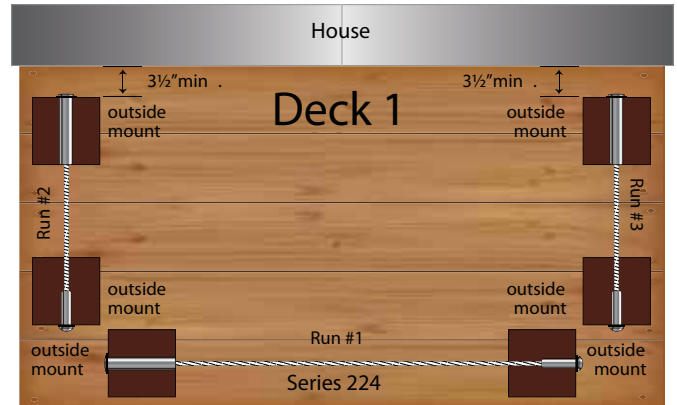 House
3½”min .
3½”min .
Deck 1
outside
mount
outside
mount
Run #2
Run #3
outside
mount
outside
mount
Run #1
outside
mount
outside
mount
Series 224